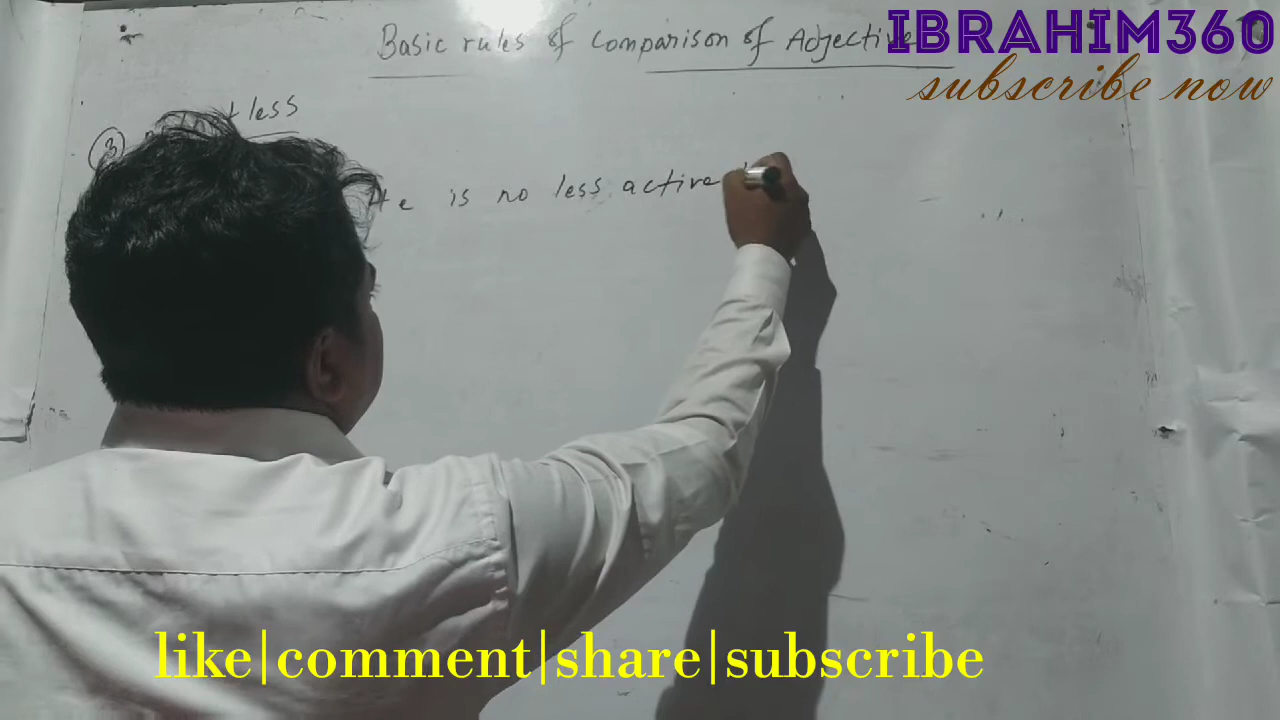 Basic rules of comparison of Adjective
IBRAHIM360
subscribe now
③ less
He is no less active
like|comment|share|subscribe